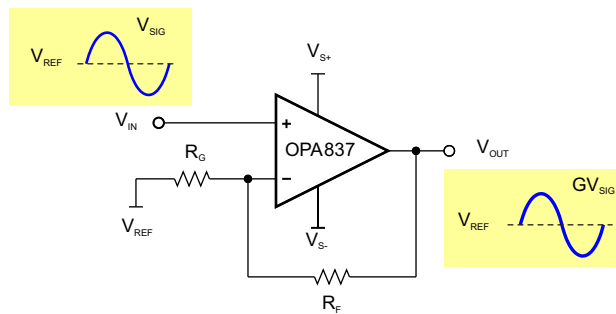 V_SIG
V_REF
V_S+
V_IN
+
OPA837
R_G
−
V_OUT
V_REF
V_S-
GV_SIG
V_REF
R_F